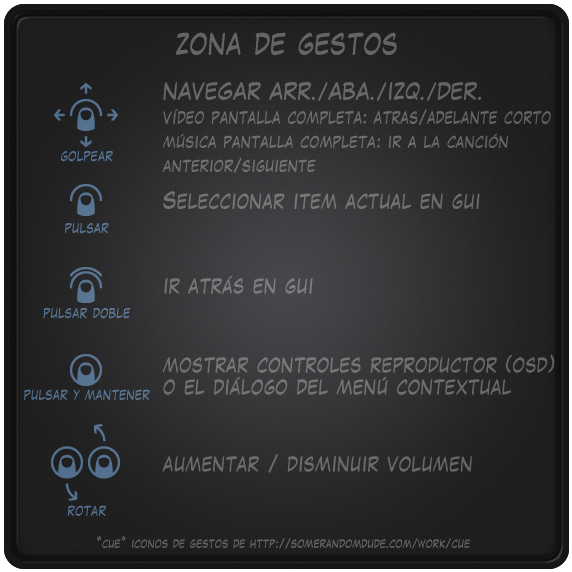 ZONA DE GESTOS
NAVEGAR ARR./ABA./IZQ./DER.
VÍDEO PANTALLA COMPLETA: ATRAS/ADELANTE CORTO
MÚSICA PANTALLA COMPLETA: IR A LA CANCIÓN
ANTERIOR/SIGUIENTE
GOLPEAR
SELECCIONAR ITEM ACTUAL EN GUI
PULSAR
IR ATRÁS EN GUI
PULSAR DOBLE
MOSTRAR CONTROLES REPRODUCTOR (OSD)
O EL DIÁLOGO DEL MENÚ CONTEXTUAL
PULSAR Y MANTENER
AUMENTAR / DISMINUIR VOLUMEN
ROTAR
"CUE" ICONOS DE GESTOS DE HTTP://SOMERANDOMDUDE.COM/WORK/CUE